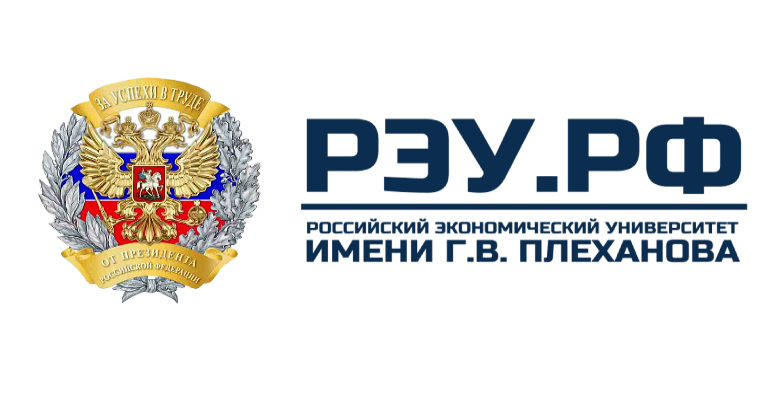 ЗА УСПЕХИ В ТРУДЕ
ОТ ПРЕЗИДЕНТА
РОССИЙСКОЙ ФЕДЕРАЦИИ
РЭУ.РФ
РОССИЙСКИЙ ЭКОНОМИЧЕСКИЙ УНИВЕРСИТЕТ
ИМЕНИ Г.В. ПЛЕХАНОВА